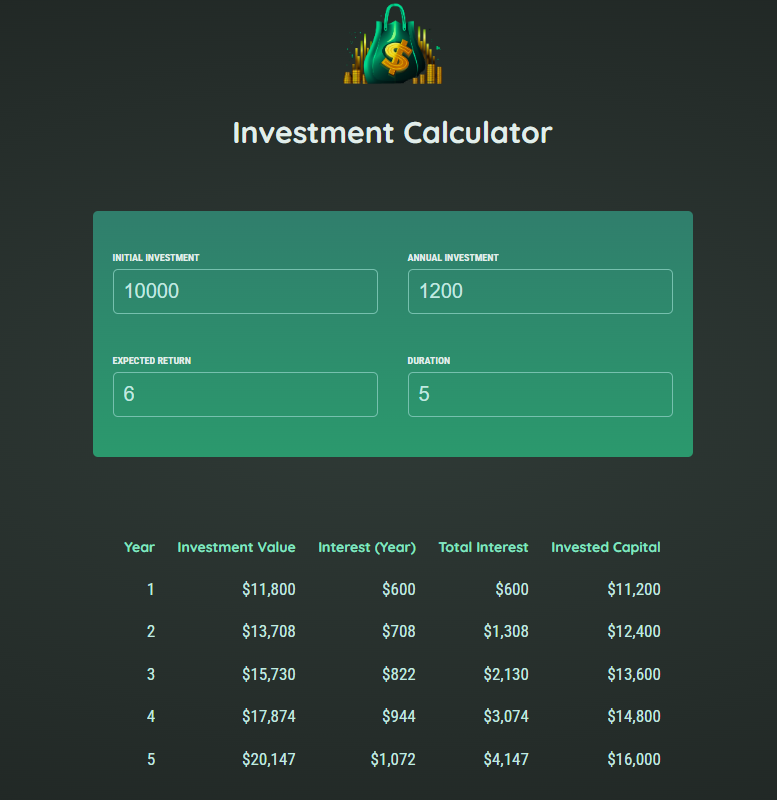 $
Investment Calculator
INITIAL INVESTMENT ANNUAL INVESTMENT
10000 1200
EXPECTED RETURN DURATION
6 5
Year Investment Value Interest (Year) Total Interest Invested Capital
1 $11,800 $600 $600 $11,200
2 $13,708 $708 $1,308 $12,400
3 $15,730 $822 $2,130 $13,600
4 $17,874 $944 $3,074 $14,800
5 $20,147 $1,072 $4,147 $16,000